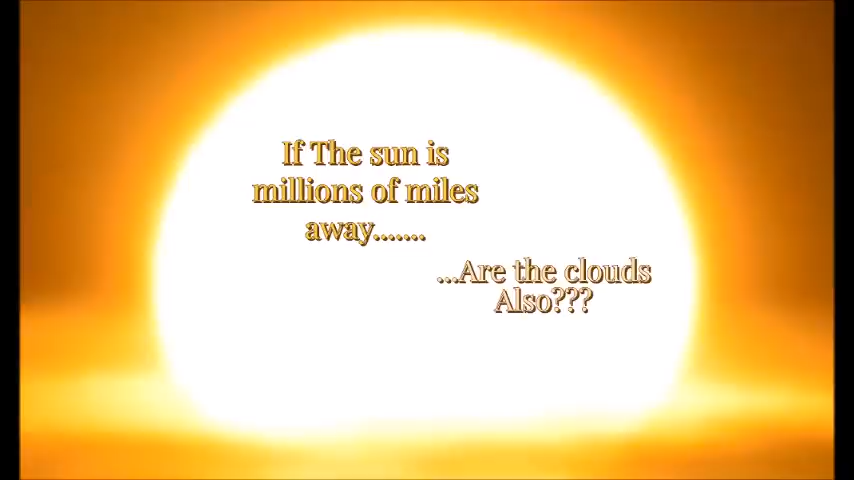 If The sun is
millions of miles
away.......
...Are the clouds
Also???